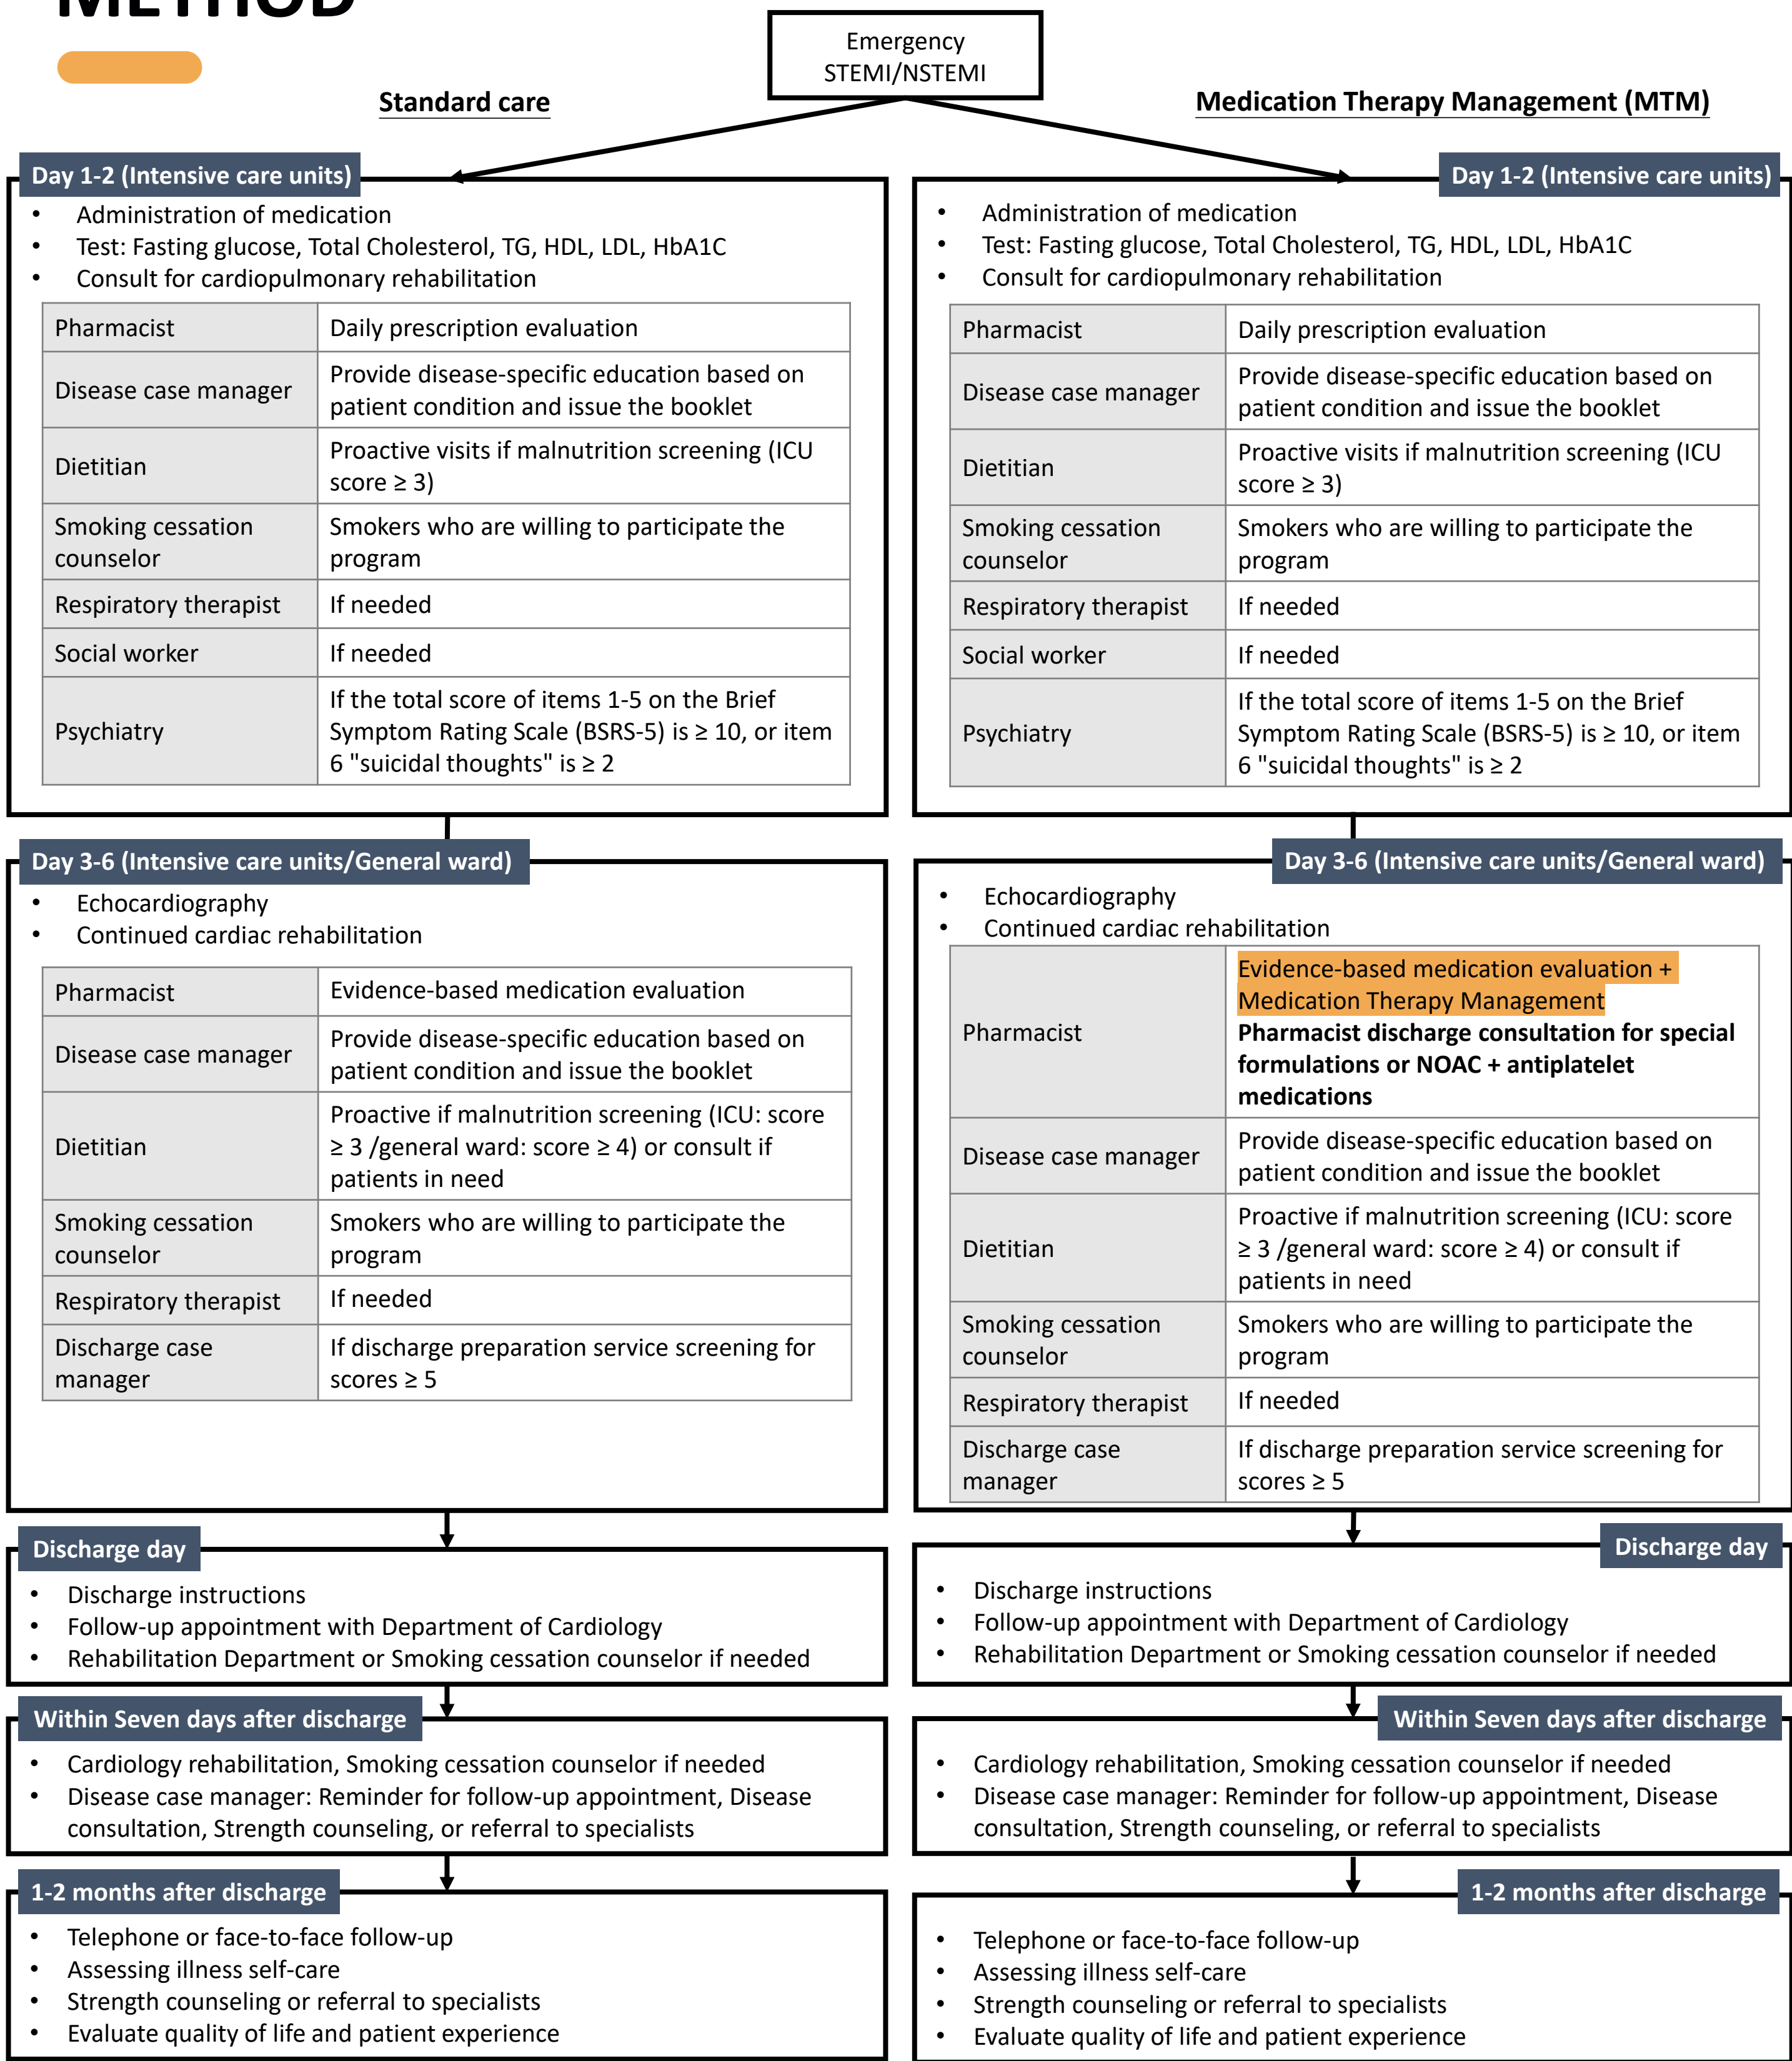 METHOD
Emergency
STEMI/NSTEMI
Standard care
Day 1-2 (Intensive care units)
• Administration of medication
• Test: Fasting glucose, Total Cholesterol, TG, HDL, LDL, HbA1C
• Consult for cardiopulmonary rehabilitation
Pharmacist
Daily prescription evaluation
Disease case manager
Provide disease-specific education based on
patient condition and issue the booklet
Dietitian
Proactive visits if malnutrition screening (ICU
score ≥ 3)
Smoking cessation
counselor
Smokers who are willing to participate the
program
Respiratory therapist
If needed
Social worker
If needed
Psychiatry
If the total score of items 1-5 on the Brief
Symptom Rating Scale (BSRS-5) is ≥ 10, or item
6 "suicidal thoughts" is ≥ 2
Day 3-6 (Intensive care units/General ward)
• Echocardiography
• Continued cardiac rehabilitation
Pharmacist
Evidence-based medication evaluation
Disease case manager
Provide disease-specific education based on
patient condition and issue the booklet
Dietitian
Proactive if malnutrition screening (ICU: score
≥ 3 /general ward: score ≥ 4) or consult if
patients in need
Smoking cessation
counselor
Smokers who are willing to participate the
program
Respiratory therapist
If needed
Discharge case
manager
If discharge preparation service screening for
scores ≥ 5
Discharge day
• Discharge instructions
• Follow-up appointment with Department of Cardiology
• Rehabilitation Department or Smoking cessation counselor if needed
Within Seven days after discharge
• Cardiology rehabilitation, Smoking cessation counselor if needed
• Disease case manager: Reminder for follow-up appointment, Disease
consultation, Strength counseling, or referral to specialists
1-2 months after discharge
• Telephone or face-to-face follow-up
• Assessing illness self-care
• Strength counseling or referral to specialists
• Evaluate quality of life and patient experience
Medication Therapy Management (MTM)
Day 1-2 (Intensive care units)
• Administration of medication
• Test: Fasting glucose, Total Cholesterol, TG, HDL, LDL, HbA1C
• Consult for cardiopulmonary rehabilitation
Pharmacist
Daily prescription evaluation
Disease case manager
Provide disease-specific education based on
patient condition and issue the booklet
Dietitian
Proactive visits if malnutrition screening (ICU
score ≥ 3)
Smoking cessation
counselor
Smokers who are willing to participate the
program
Respiratory therapist
If needed
Social worker
If needed
Psychiatry
If the total score of items 1-5 on the Brief
Symptom Rating Scale (BSRS-5) is ≥ 10, or item
6 "suicidal thoughts" is ≥ 2
Day 3-6 (Intensive care units/General ward)
• Echocardiography
• Continued cardiac rehabilitation
Pharmacist
Evidence-based medication evaluation +
Medication Therapy Management
Pharmacist discharge consultation for special
formulations or NOAC + antiplatelet
medications
Disease case manager
Provide disease-specific education based on
patient condition and issue the booklet
Dietitian
Proactive if malnutrition screening (ICU: score
≥ 3 /general ward: score ≥ 4) or consult if
patients in need
Smoking cessation
counselor
Smokers who are willing to participate the
program
Respiratory therapist
If needed
Discharge case
manager
If discharge preparation service screening for
scores ≥ 5
Discharge day
• Discharge instructions
• Follow-up appointment with Department of Cardiology
• Rehabilitation Department or Smoking cessation counselor if needed
Within Seven days after discharge
• Cardiology rehabilitation, Smoking cessation counselor if needed
• Disease case manager: Reminder for follow-up appointment, Disease
consultation, Strength counseling, or referral to specialists
1-2 months after discharge
• Telephone or face-to-face follow-up
• Assessing illness self-care
• Strength counseling or referral to specialists
• Evaluate quality of life and patient experience